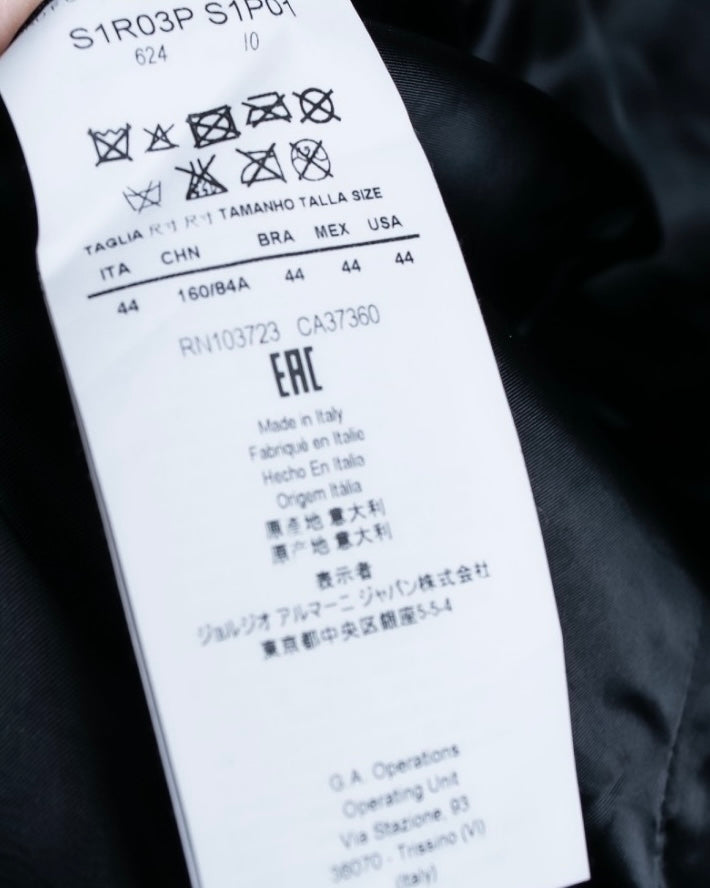 S1R03P S1P01
624 10
TAGLIA 尺寸 尺寸 TAMANHO TALLA SIZE
ITA CHN BRA MEX USA
44 160/84A 44 44 44
RN103723 CA37360
EAC
Made in Italy
Fabriqué en Italie
Hecho En Italia
Origem Itália
原產地 意大利
原产地 意大利
表示者
ジョルジオ アルマーニ ジャパン株式会社
東京都中央区銀座5-5-4
G.A. Operations
Operating Unit
Via Stazione, 93
36070 - Trissino (VI)
(Italy)